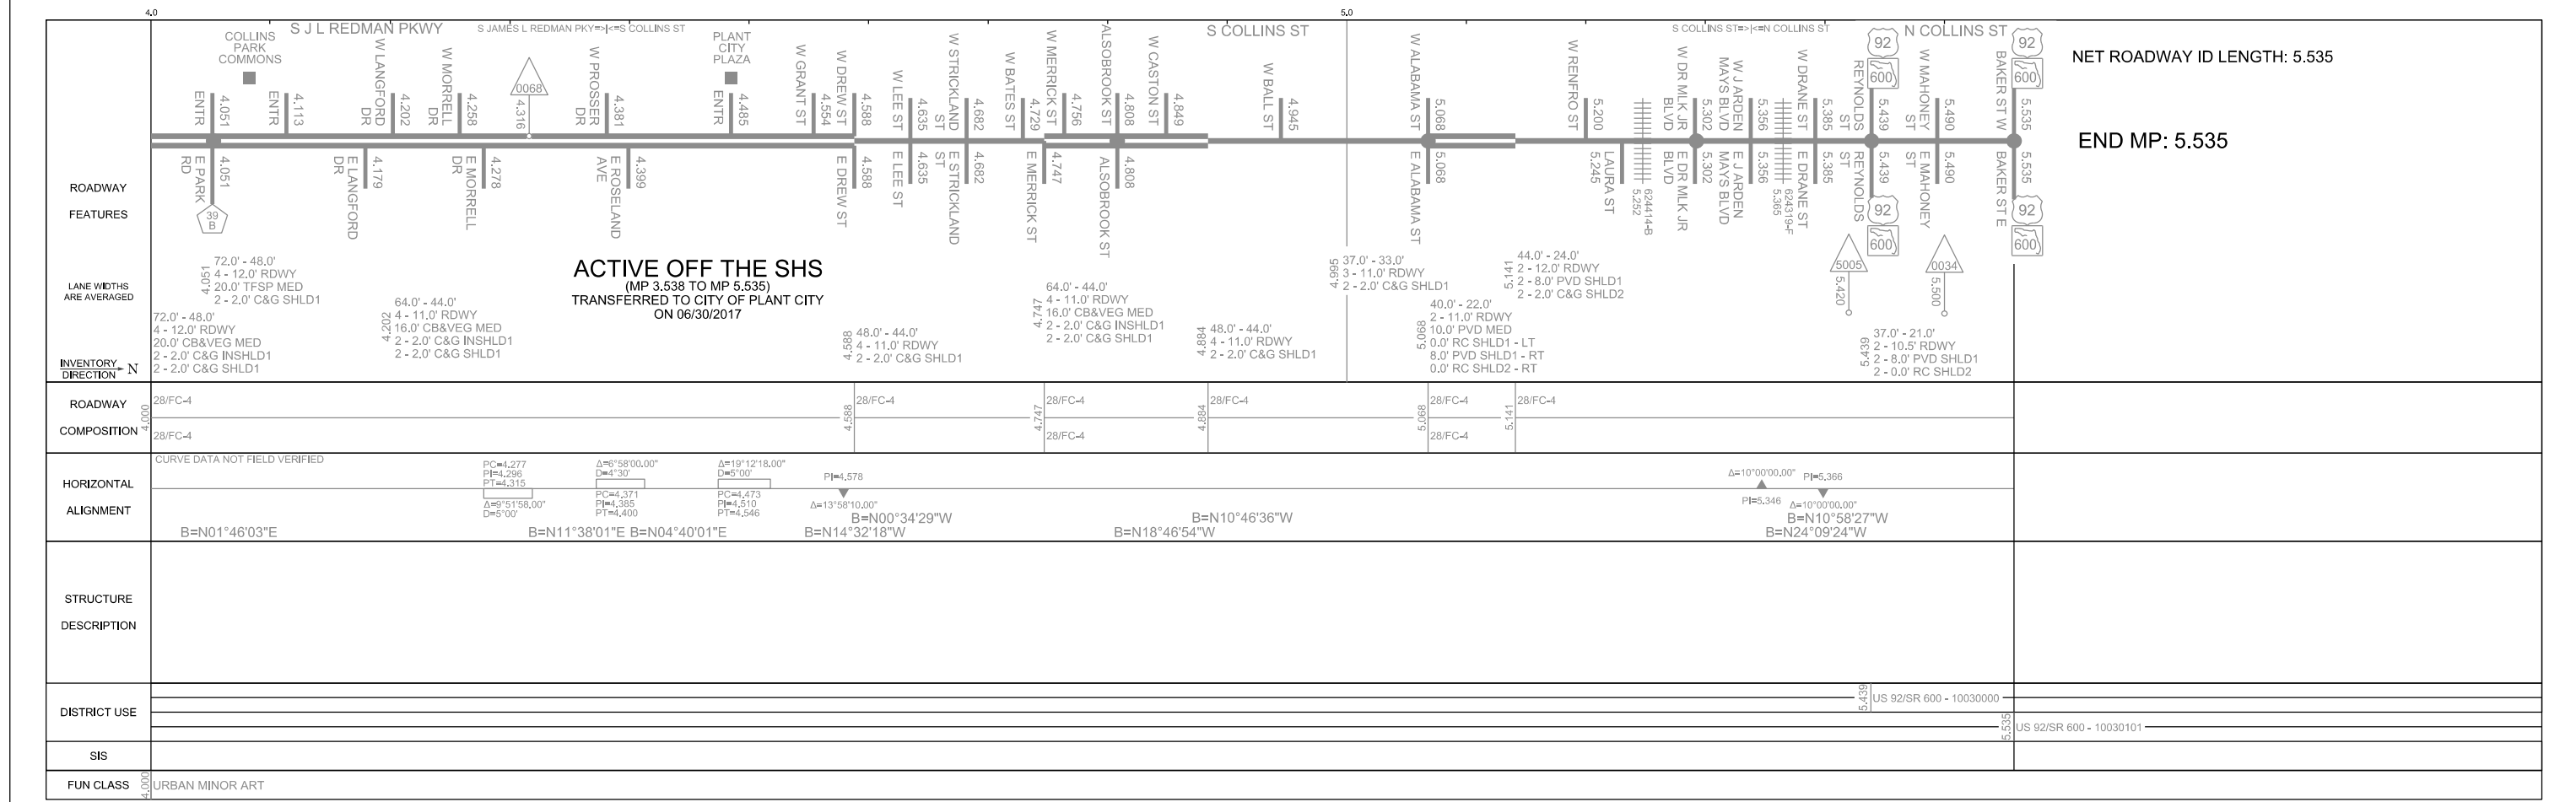 4.0
5.0
S J L REDMAN PKWY
S JAMES L REDMAN PKY=>|<=S COLLINS ST
S COLLINS ST
S COLLINS ST=>|<=N COLLINS ST
N COLLINS ST
COLLINS
PARK
COMMONS
PLANT
CITY
PLAZA
ENTR
4.051
ENTR
4.113
W LANGFORD
DR
4.202
W MORRELL
DR
4.258
0068
4.316
W PROSSER
DR
4.381
ENTR
4.485
W GRANT ST
4.554
W DREW ST
4.588
W LEE ST
4.635
W STRICKLAND
ST
4.682
W BATES ST
4.729
W MERRICK ST
4.756
ALSOBROOK ST
4.808
W CASTON ST
4.849
W BALL ST
4.945
W ALABAMA ST
5.068
W RENFRO ST
5.200
W DR MLK JR
BLVD
5.302
W J ARDEN
MAYS BLVD
5.356
W DRANE ST
5.385
92
600
REYNOLDS
ST
5.439
W MAHONEY
ST
5.490
92
600
BAKER ST W
5.535
NET ROADWAY ID LENGTH: 5.535
END MP: 5.535
ROADWAY
FEATURES
E PARK
RD
4.051
39
B
E LANGFORD
DR
4.179
E MORRELL
DR
4.278
E ROSELAND
AVE
4.399
E DREW ST
4.588
E LEE ST
4.635
E STRICKLAND
ST
4.682
E MERRICK ST
4.747
ALSOBROOK ST
4.808
E ALABAMA ST
5.068
LAURA ST
5.245
624414-B
5.252
E DR MLK JR
BLVD
5.302
E J ARDEN
MAYS BLVD
5.356
624319-F
5.365
E DRANE ST
5.385
REYNOLDS
ST
5.439
92
600
E MAHONEY
ST
5.490
BAKER ST E
5.535
92
600
5005
5.420
0034
5.500
LANE WIDTHS
ARE AVERAGED
ACTIVE OFF THE SHS
(MP 3.538 TO MP 5.535)
TRANSFERRED TO CITY OF PLANT CITY
ON 06/30/2017
72.0' - 48.0'
4 - 12.0' RDWY
20.0' CB&VEG MED
2 - 2.0' C&G INSHLD1
2 - 2.0' C&G SHLD1
4.051
72.0' - 48.0'
4 - 12.0' RDWY
20.0' TFSP MED
2 - 2.0' C&G SHLD1
4.202
64.0' - 44.0'
4 - 11.0' RDWY
16.0' CB&VEG MED
2 - 2.0' C&G INSHLD1
2 - 2.0' C&G SHLD1
4.588
48.0' - 44.0'
4 - 11.0' RDWY
2 - 2.0' C&G SHLD1
4.747
64.0' - 44.0'
4 - 11.0' RDWY
16.0' CB&VEG MED
2 - 2.0' C&G INSHLD1
2 - 2.0' C&G SHLD1
4.884
48.0' - 44.0'
4 - 11.0' RDWY
2 - 2.0' C&G SHLD1
4.995
37.0' - 33.0'
3 - 11.0' RDWY
2 - 2.0' C&G SHLD1
5.068
40.0' - 22.0'
2 - 11.0' RDWY
10.0' PVD MED
0.0' RC SHLD1 - LT
8.0' PVD SHLD1 - RT
0.0' RC SHLD2 - RT
5.141
44.0' - 24.0'
2 - 12.0' RDWY
2 - 8.0' PVD SHLD1
2 - 2.0' C&G SHLD2
5.439
37.0' - 21.0'
2 - 10.5' RDWY
2 - 8.0' PVD SHLD1
2 - 0.0' RC SHLD2
INVENTORY
DIRECTION
N
ROADWAY
COMPOSITION
4.000
28/FC-4
28/FC-4
4.588
28/FC-4
4.747
28/FC-4
28/FC-4
4.884
28/FC-4
5.068
28/FC-4
28/FC-4
5.141
28/FC-4
HORIZONTAL
ALIGNMENT
CURVE DATA NOT FIELD VERIFIED
PC=4.277
PI=4.296
PT=4.315
Δ=9°51'58.00"
D=5°00'
Δ=6°58'00.00"
D=4°30'
PC=4.371
PI=4.385
PT=4.400
Δ=19°12'18.00"
D=5°00'
PC=4.473
PI=4.510
PT=4.546
PI=4.578
Δ=13°58'10.00"
Δ=10°00'00.00"
PI=5.346
PI=5.366
Δ=10°00'00.00"
B=N00°34'29"W
B=N10°46'36"W
B=N10°58'27"W
B=N01°46'03"E
B=N11°38'01"E
B=N04°40'01"E
B=N14°32'18"W
B=N18°46'54"W
B=N24°09'24"W
STRUCTURE
DESCRIPTION
DISTRICT USE
5.439
US 92/SR 600 - 10030000
5.535
US 92/SR 600 - 10030101
SIS
FUN CLASS
4.000
URBAN MINOR ART